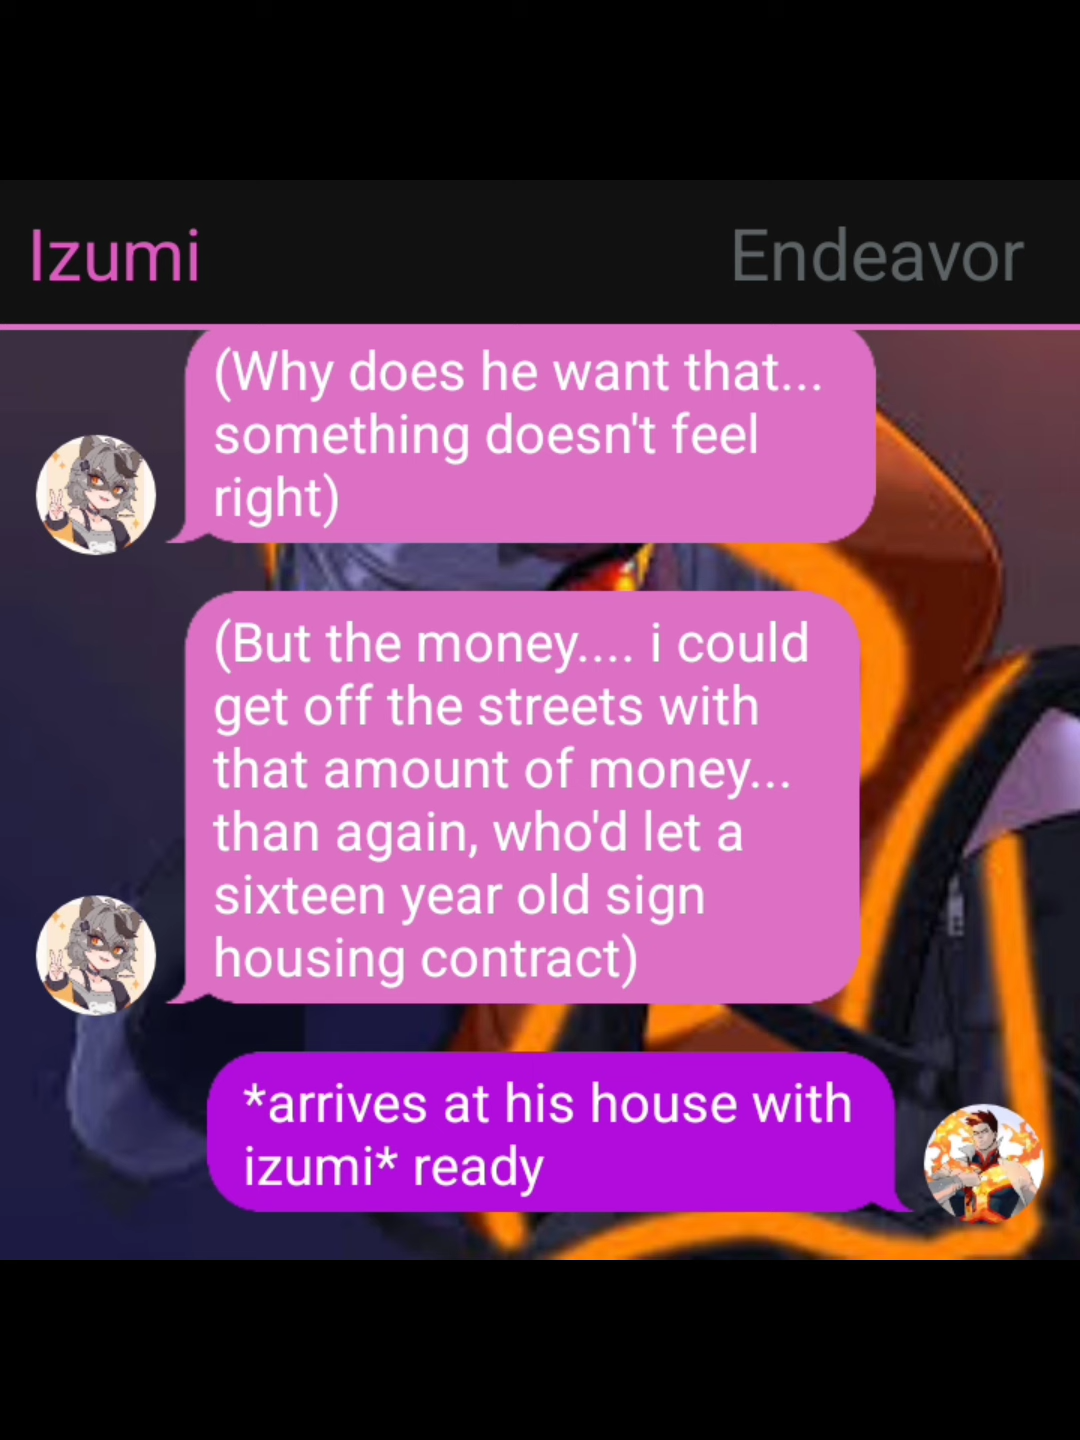 Izumi Endeavor
(Why does he want that...
something doesn't feel
right)
(But the money.... i could
get off the streets with
that amount of money...
than again, who'd let a
sixteen year old sign
housing contract)
*arrives at his house with
izumi* ready